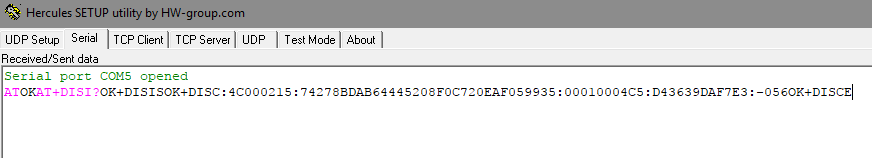 Hercules SETUP utility by HW-group.com
UDP Setup Serial TCP Client TCP Server UDP Test Mode About
Received/Sent data
Serial port COM5 opened
ATOKAT+DISI?OK+DISISOK+DISC:4C000215:74278BDAB64445208F0C720EAF059935:00010004C5:D43639DAF7E3:-056OK+DISCE